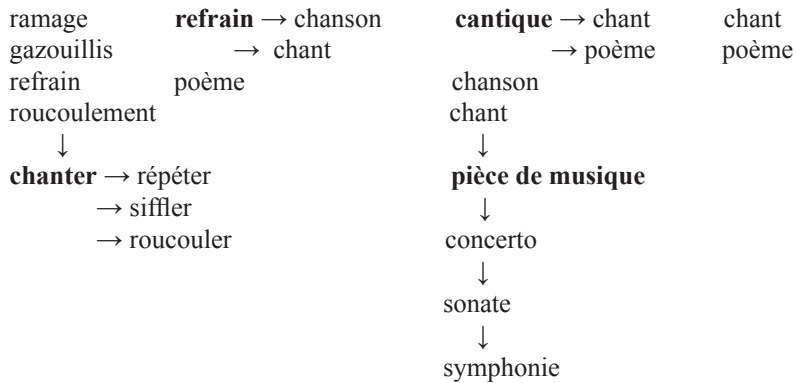 ramage refrain → chanson cantique → chant chant
gazouillis → chant → poème poème
refrain poème chanson
roucoulement chant
↓ ↓
chanter → répéter pièce de musique
→ siffler ↓
→ roucouler concerto
↓
sonate
↓
symphonie